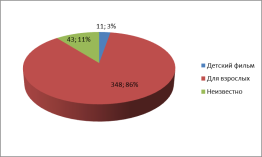 11; 3%
43; 11%
348; 86%
Детский фильм
Для взрослых
Неизвестно